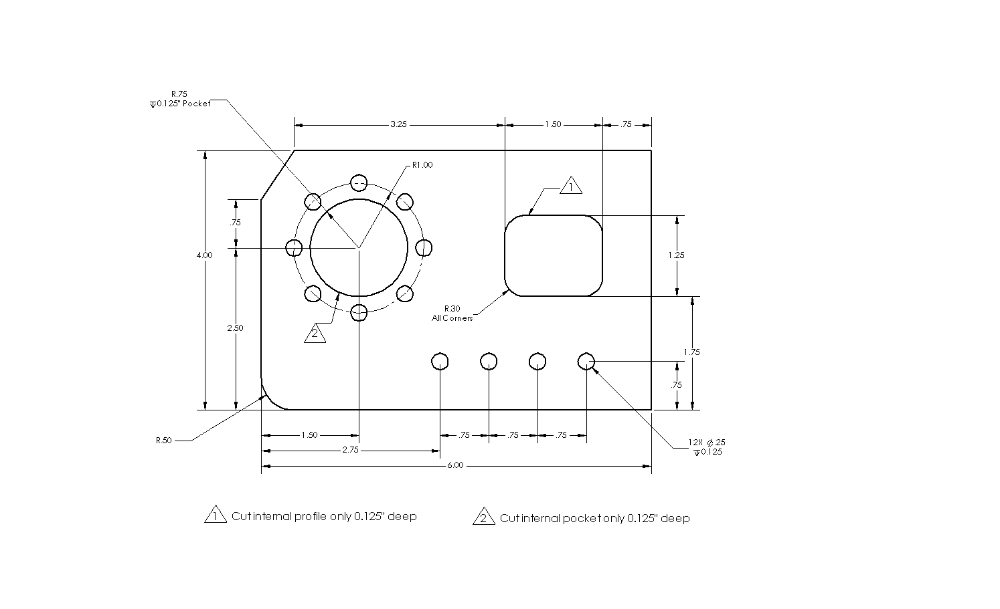 R.75
↧0.125" Pocket
3.25
1.50
.75
R1.00
1
.75
4.00
1.25
R.30
All Corners
2.50
2
1.75
.75
R.50
1.50
.75
.75
.75
12X ⌀.25
↧0.125
2.75
6.00
1 Cut internal profile only 0.125" deep
2 Cut internal pocket only 0.125" deep